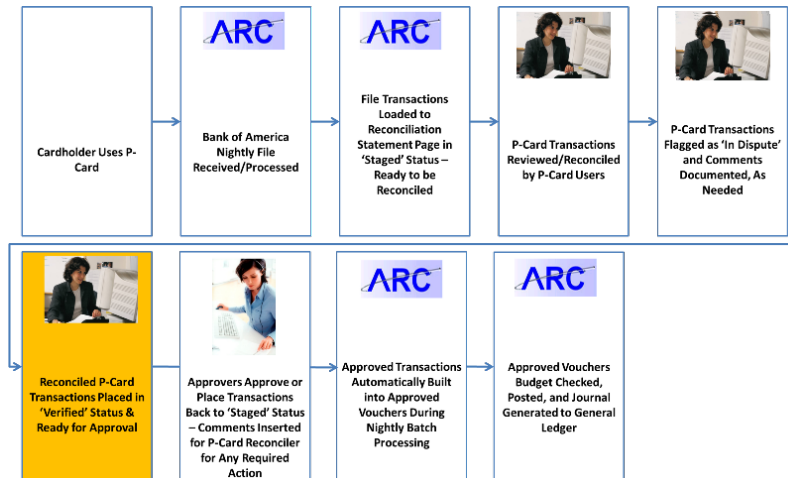 ARC
ARC
Cardholder Uses P-
Card
Bank of America
Nightly File
Received/Processed
File Transactions
Loaded to
Reconciliation
Statement Page in
‘Staged’ Status –
Ready to be
Reconciled
P-Card Transactions
Reviewed/Reconciled
by P-Card Users
P-Card Transactions
Flagged as ‘In Dispute’
and Comments
Documented, As
Needed
ARC
ARC
Reconciled P-Card
Transactions Placed in
‘Verified’ Status &
Ready for Approval
Approvers Approve or
Place Transactions
Back to ‘Staged’ Status
– Comments Inserted
for P-Card Reconciler
for Any Required
Action
Approved Transactions
Automatically Built
into Approved
Vouchers During
Nightly Batch
Processing
Approved Vouchers
Budget Checked,
Posted, and Journal
Generated to General
Ledger